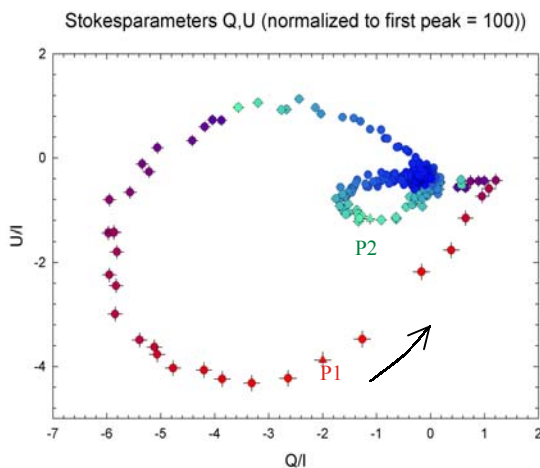 Stokesparameters Q,U (normalized to first peak = 100))
2
0
U/I
-2
P2
-4
P1
-7 -6 -5 -4 -3 -2 -1 0 1 2
Q/I